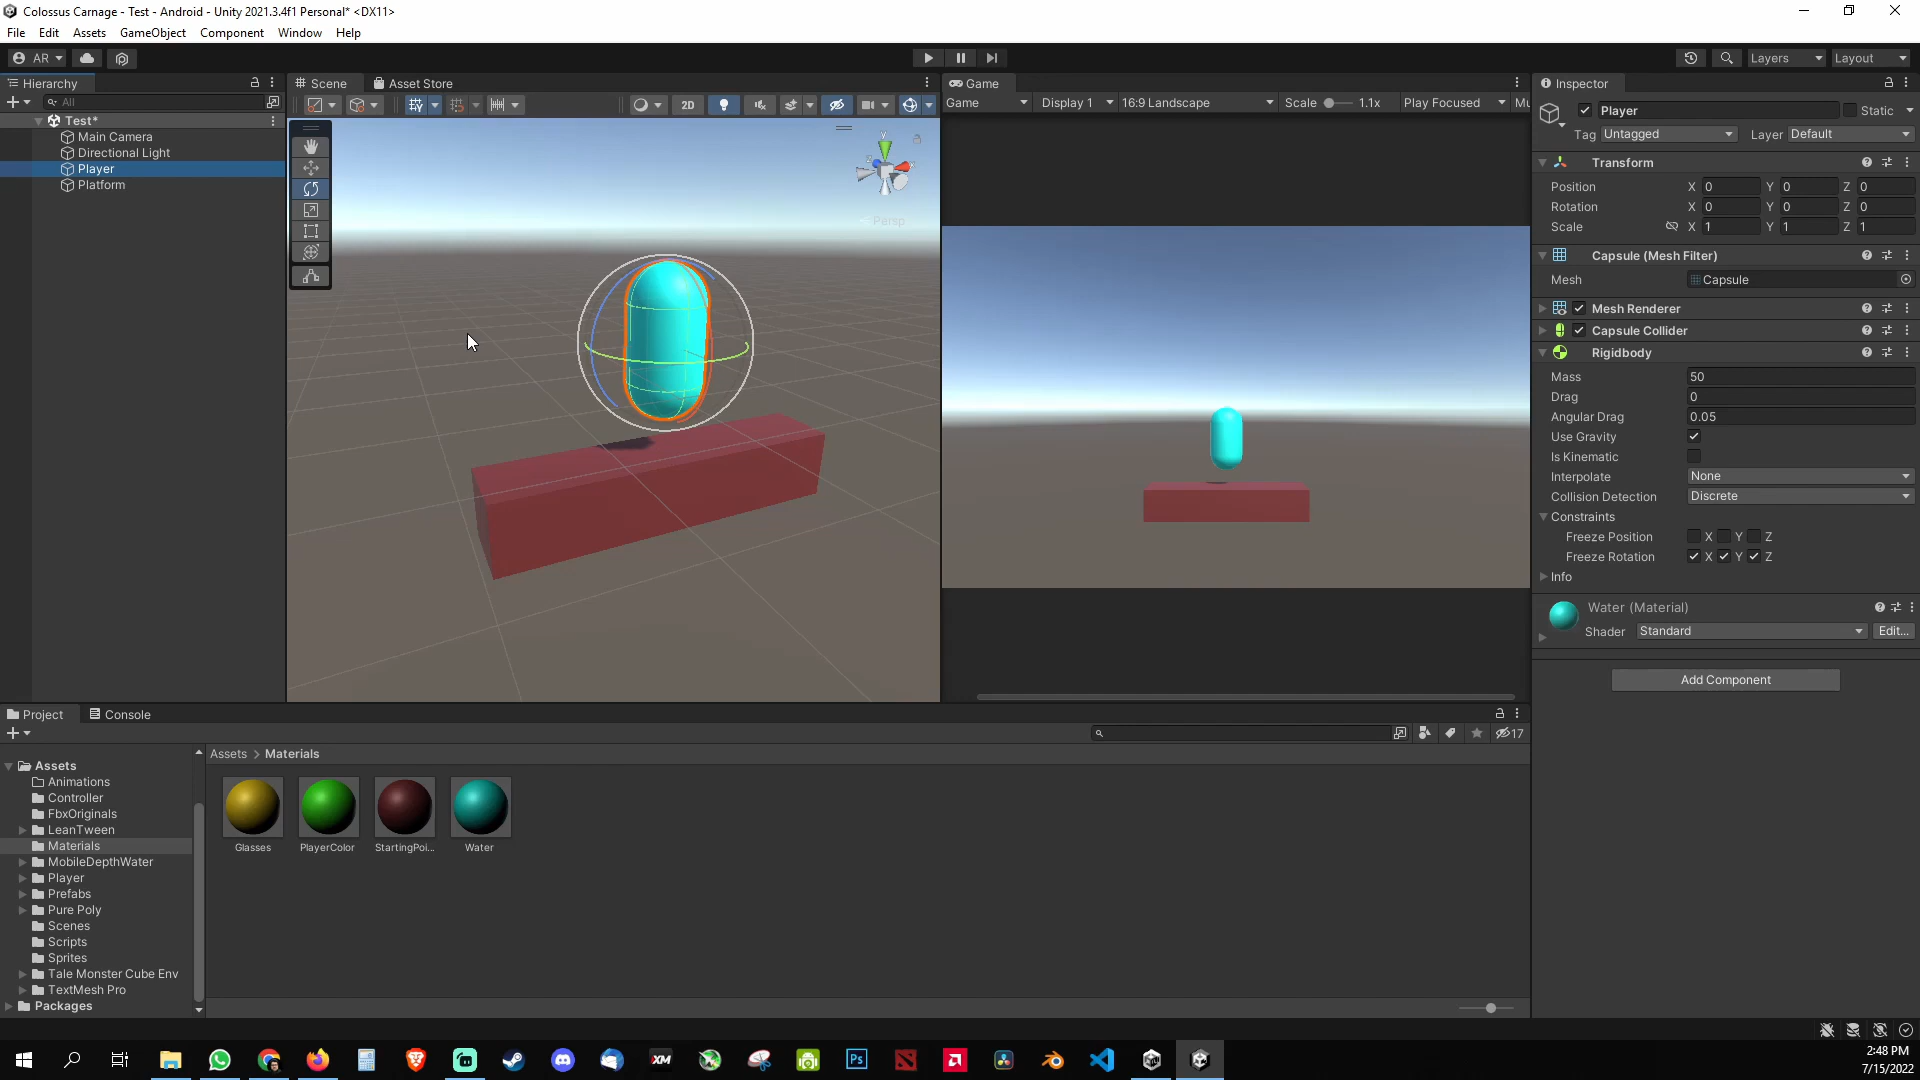 Colossus Carnage - Test - Android - Unity 2021.3.4f1 Personal* <DX11>
File Edit Assets GameObject Component Window Help
AR
Layers
Layout
Hierarchy
All
Test*
Main Camera
Directional Light
Player
Platform
Scene
Asset Store
2D
y
x
Persp
Game
Game
Display 1
16:9 Landscape
Scale 1.1x
Play Focused
Mu
Inspector
Player
Static
Tag Untagged
Layer Default
Transform
Position X 0 Y 0 Z 0
Rotation X 0 Y 0 Z 0
Scale X 1 Y 1 Z 1
Capsule (Mesh Filter)
Mesh Capsule
Mesh Renderer
Capsule Collider
Rigidbody
Mass 50
Drag 0
Angular Drag 0.05
Use Gravity
Is Kinematic
Interpolate None
Collision Detection Discrete
Constraints
Freeze Position X Y Z
Freeze Rotation X Y Z
Info
Water (Material)
Shader Standard
Edit...
Add Component
Project
Console
17
Assets
Animations
Controller
FbxOriginals
LeanTween
Materials
MobileDepthWater
Player
Prefabs
Pure Poly
Scenes
Scripts
Sprites
Tale Monster Cube Env
TextMesh Pro
Packages
Assets > Materials
Glasses
PlayerColor
StartingPoi...
Water
XM
Ps
2:48 PM
7/15/2022